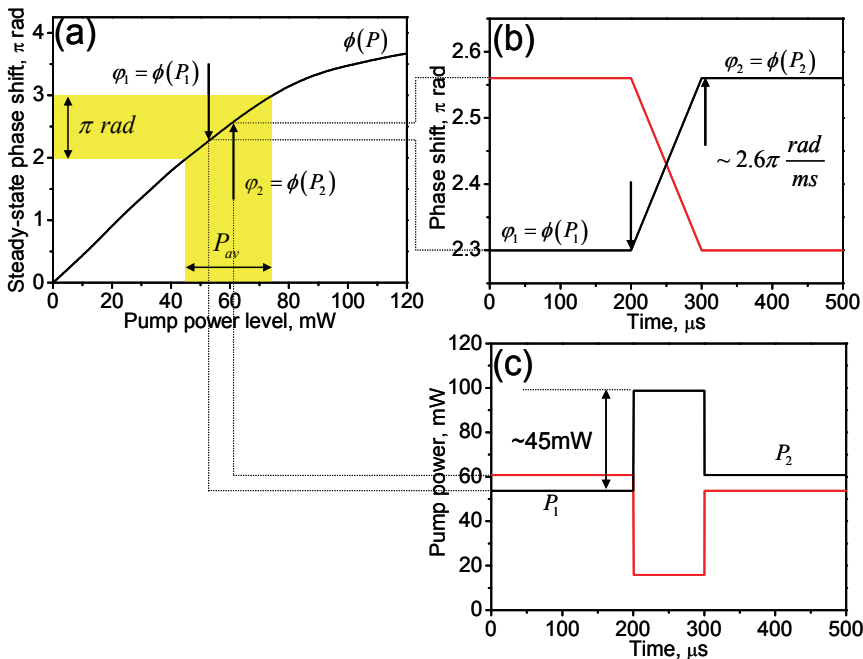 (a)
Steady-state phase shift, π rad
4
3
2
1
0
ϕ(P)
φ₁ = ϕ(P₁)
π rad
φ₂ = ϕ(P₂)
P_av
0 20 40 60 80 100 120
Pump power level, mW
(b)
Phase shift, π rad
2.6
2.5
2.4
2.3
φ₂ = ϕ(P₂)
~ 2.6π rad/ms
φ₁ = ϕ(P₁)
0 100 200 300 400 500
Time, μs
(c)
Pump power, mW
120
100
80
60
40
20
0
~45mW
P₂
P₁
0 100 200 300 400 500
Time, μs